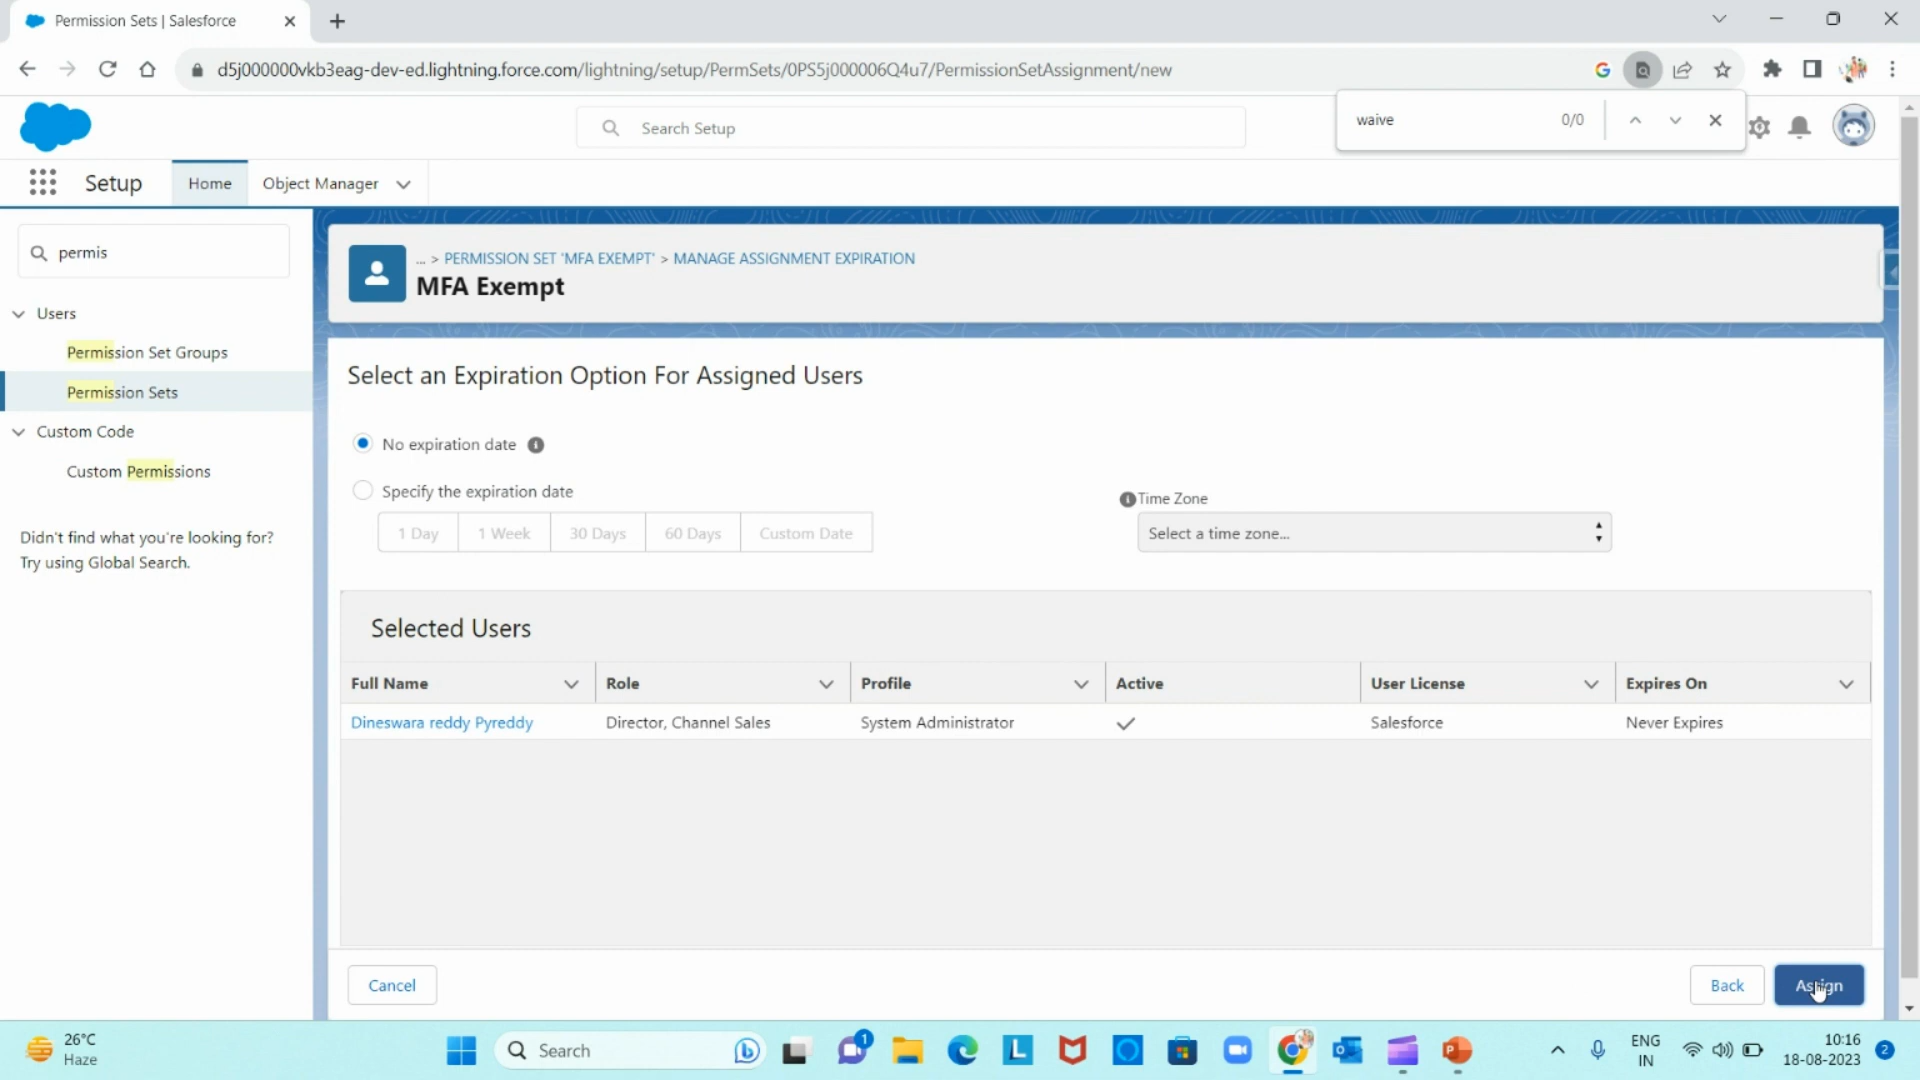 Permission Sets | Salesforce
d5j000000vkb3eag-dev-ed.lightning.force.com/lightning/setup/PermSets/0PS5j000006Q4u7/PermissionSetAssignment/new
waive 0/0
Search Setup
Setup Home Object Manager
permis
Users
Permission Set Groups
Permission Sets
Custom Code
Custom Permissions
Didn't find what you're looking for?
Try using Global Search.
... > PERMISSION SET 'MFA EXEMPT' > MANAGE ASSIGNMENT EXPIRATION
MFA Exempt
Select an Expiration Option For Assigned Users
No expiration date
Specify the expiration date
Time Zone
1 Day 1 Week 30 Days 60 Days Custom Date
Select a time zone...
Selected Users
Full Name Role Profile Active User License Expires On
Dineswara reddy Pyreddy Director, Channel Sales System Administrator Salesforce Never Expires
Cancel Back Assign
26°C
Haze
Search
1
ENG
IN
10:16
18-08-2023
2